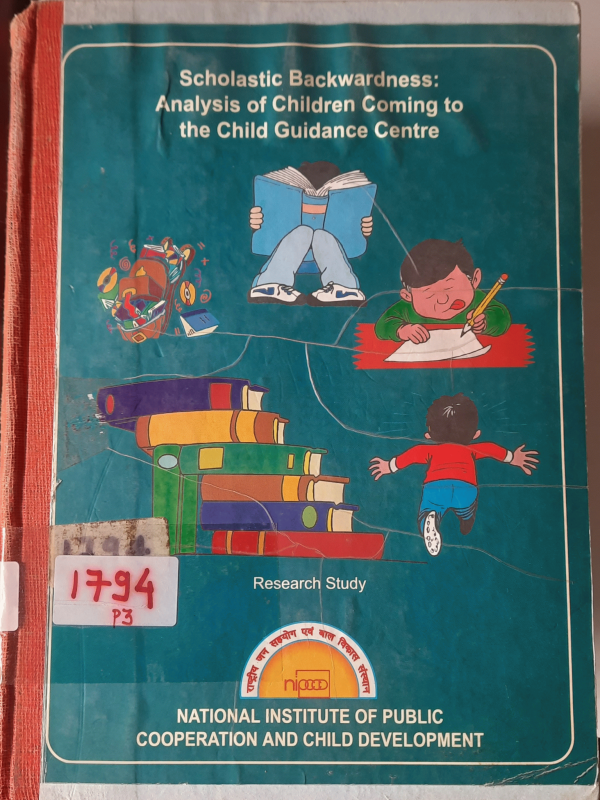 Scholastic Backwardness:
Analysis of Children Coming to
the Child Guidance Centre
1794
P3
Research Study
राष्ट्रीय जन सहयोग एवं बाल विकास संस्थान
nipccd
NATIONAL INSTITUTE OF PUBLIC
COOPERATION AND CHILD DEVELOPMENT